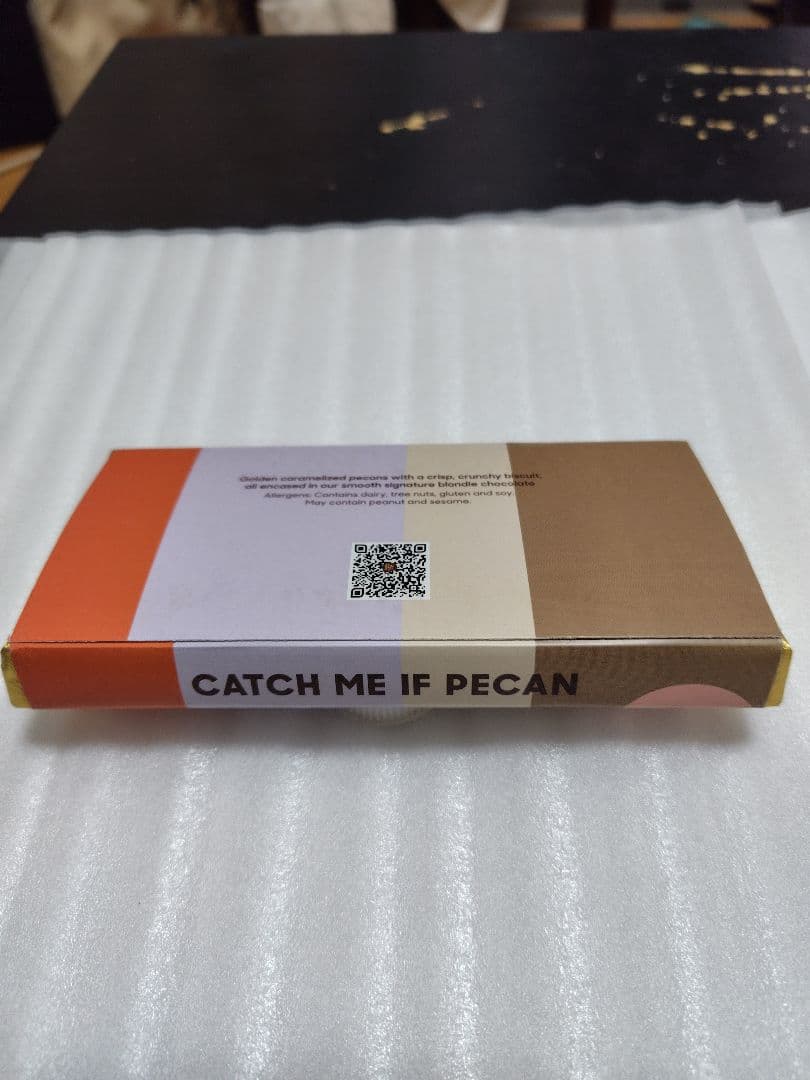 Golden caramelized pecans with a crisp, crunchy biscuit,
all encased in our smooth signature blondie chocolate
Allergens: Contains dairy, tree nuts, gluten and soy.
May contain peanut and sesame.
CATCH ME IF PECAN